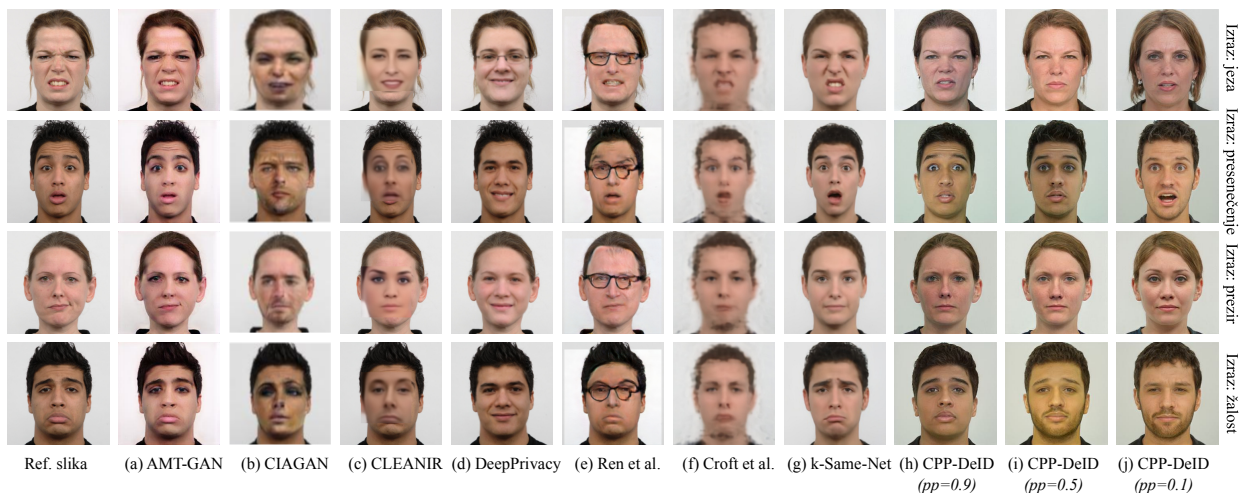 Izraz: jeza
Izraz: presenečenje
Izraz: prezir
Izraz: žalost
Ref. slika
(a) AMT-GAN
(b) CIAGAN
(c) CLEANIR
(d) DeepPrivacy
(e) Ren et al.
(f) Croft et al.
(g) k-Same-Net
(h) CPP-DeID
(pp=0.9)
(i) CPP-DeID
(pp=0.5)
(j) CPP-DeID
(pp=0.1)